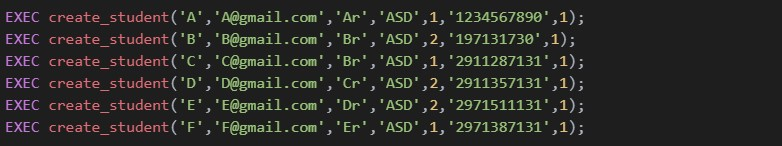 EXEC create_student('A','A@gmail.com','Ar','ASD',1,'1234567890',1);
EXEC create_student('B','B@gmail.com','Br','ASD',2,'197131730',1);
EXEC create_student('C','C@gmail.com','Br','ASD',1,'2911287131',1);
EXEC create_student('D','D@gmail.com','Cr','ASD',2,'2911357131',1);
EXEC create_student('E','E@gmail.com','Dr','ASD',2,'2971511131',1);
EXEC create_student('F','F@gmail.com','Er','ASD',1,'2971387131',1);